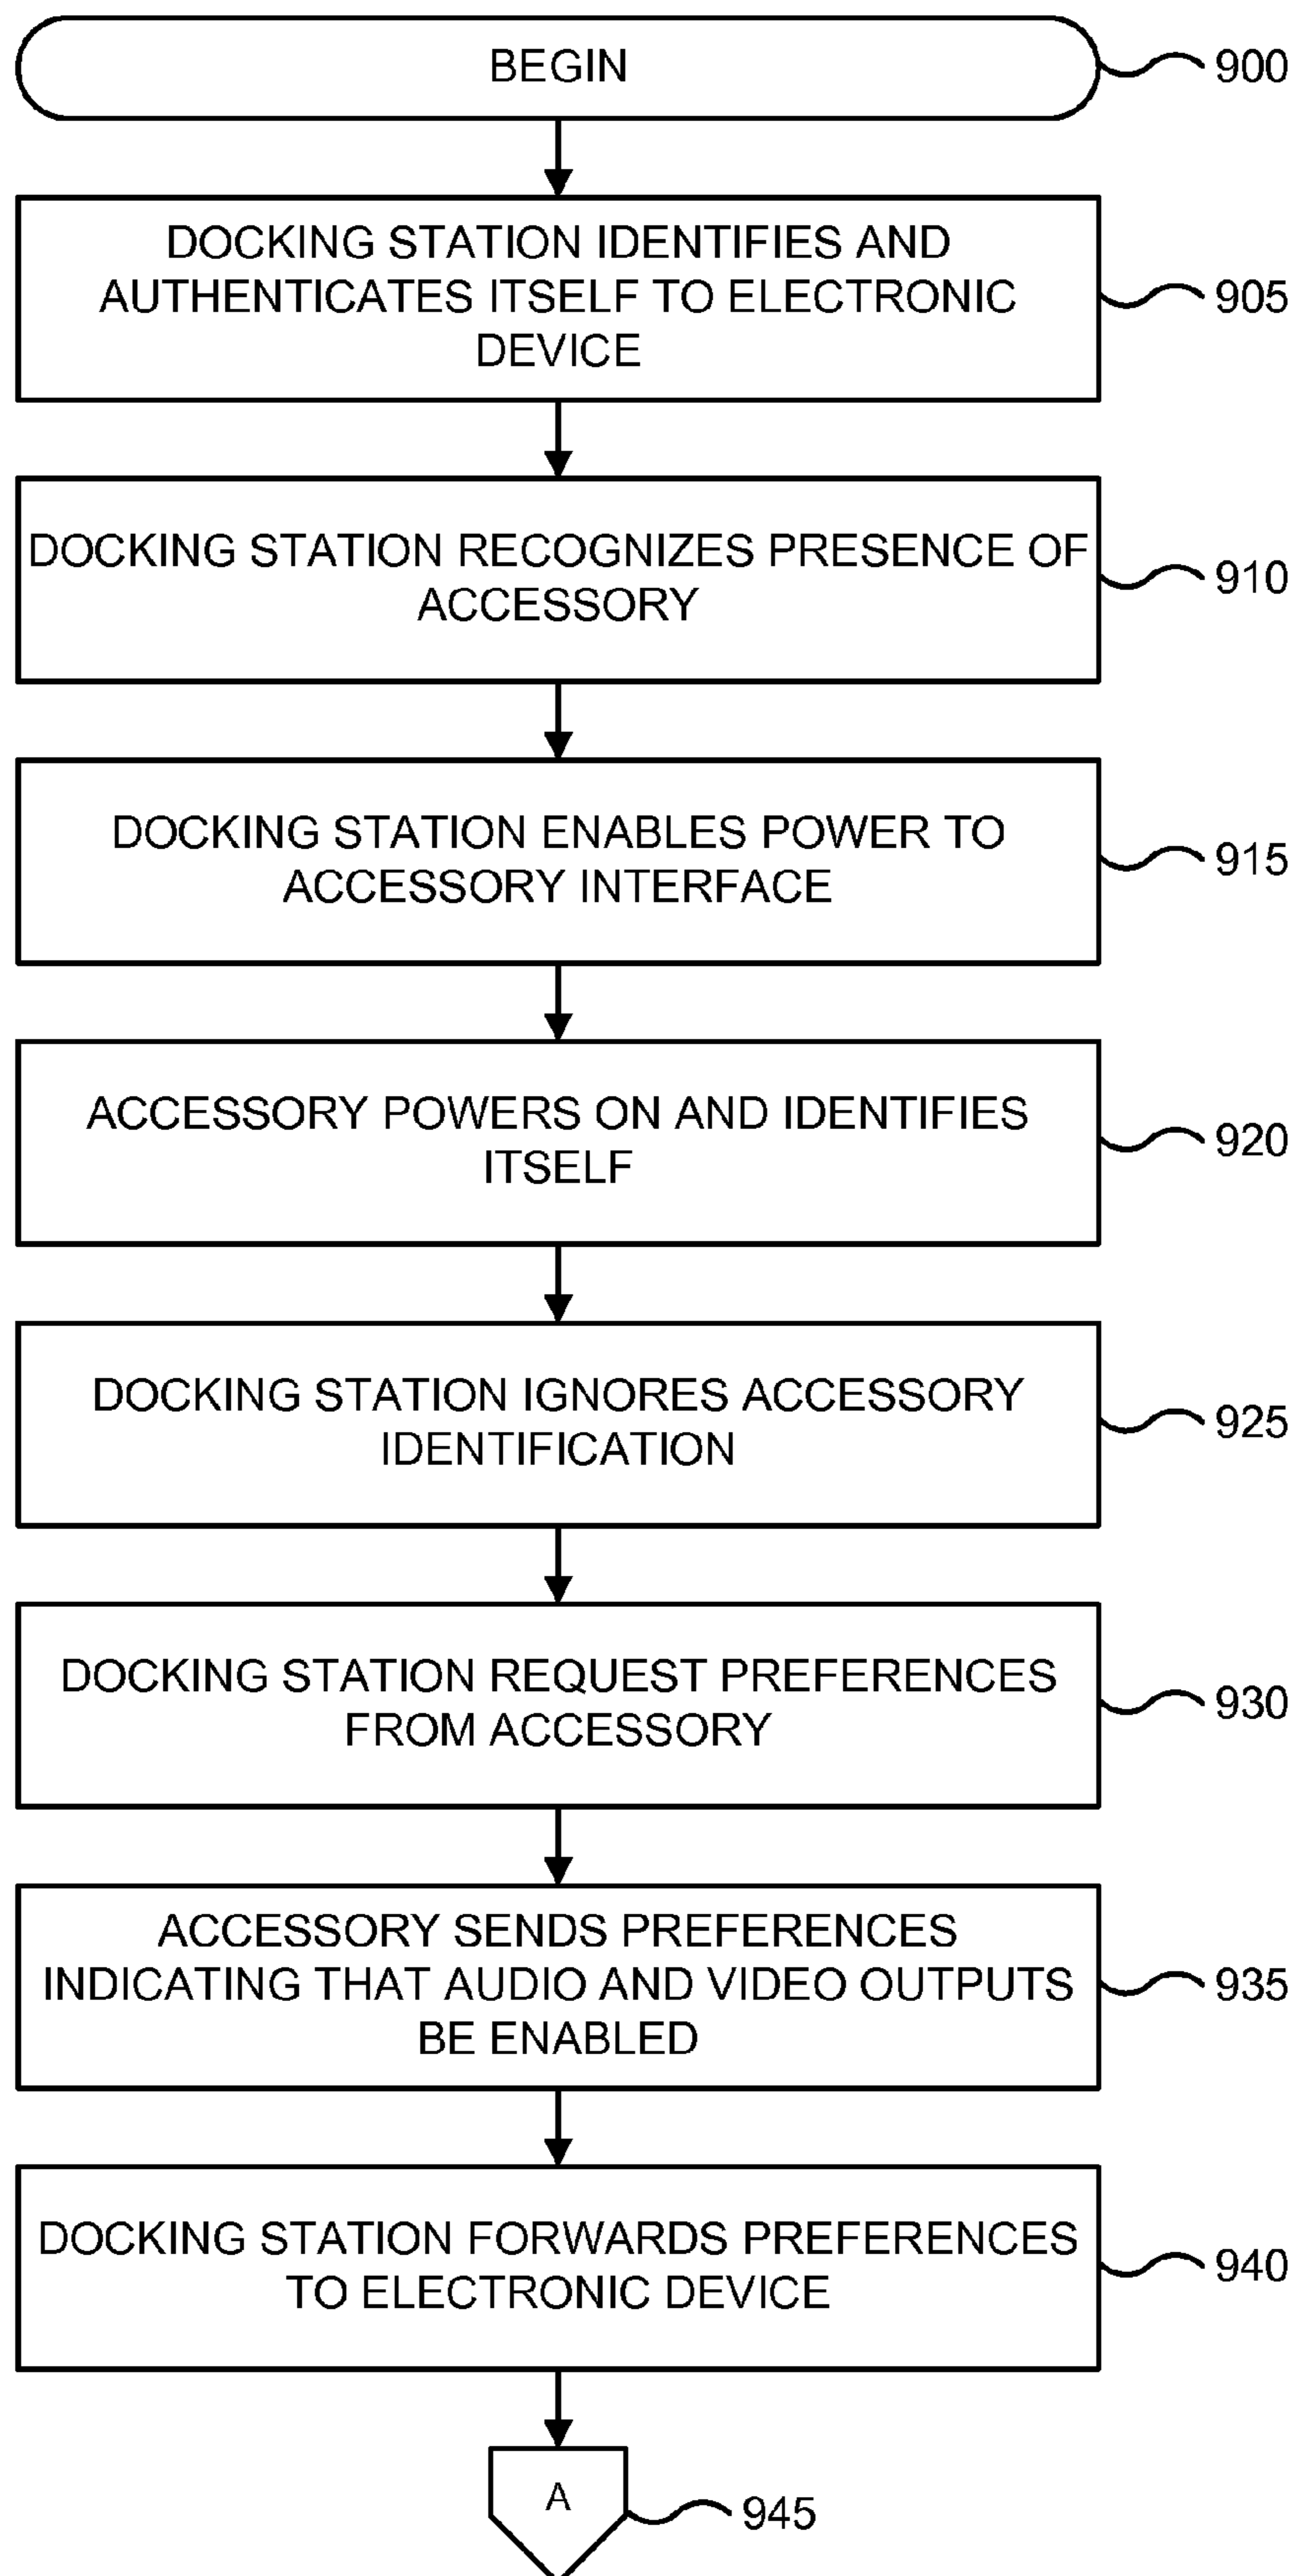 BEGIN
900
DOCKING STATION IDENTIFIES AND
AUTHENTICATES ITSELF TO ELECTRONIC
DEVICE
905
DOCKING STATION RECOGNIZES PRESENCE OF
ACCESSORY
910
DOCKING STATION ENABLES POWER TO
ACCESSORY INTERFACE
915
ACCESSORY POWERS ON AND IDENTIFIES
ITSELF
920
DOCKING STATION IGNORES ACCESSORY
IDENTIFICATION
925
DOCKING STATION REQUEST PREFERENCES
FROM ACCESSORY
930
ACCESSORY SENDS PREFERENCES
INDICATING THAT AUDIO AND VIDEO OUTPUTS
BE ENABLED
935
DOCKING STATION FORWARDS PREFERENCES
TO ELECTRONIC DEVICE
940
A
945